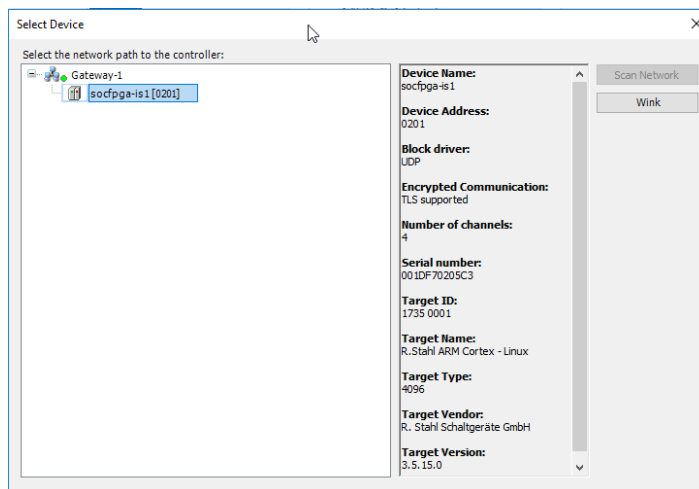 Select Device
Select the network path to the controller:
Gateway-1
socfpga-is1 [0201]
Device Name:
socfpga-is1
Device Address:
0201
Block driver:
UDP
Encrypted Communication:
TLS supported
Number of channels:
4
Serial number:
001DF70205C3
Target ID:
1735 0001
Target Name:
R.Stahl ARM Cortex - Linux
Target Type:
4096
Target Vendor:
R. Stahl Schaltgeräte GmbH
Target Version:
3.5.15.0
Scan Network
Wink